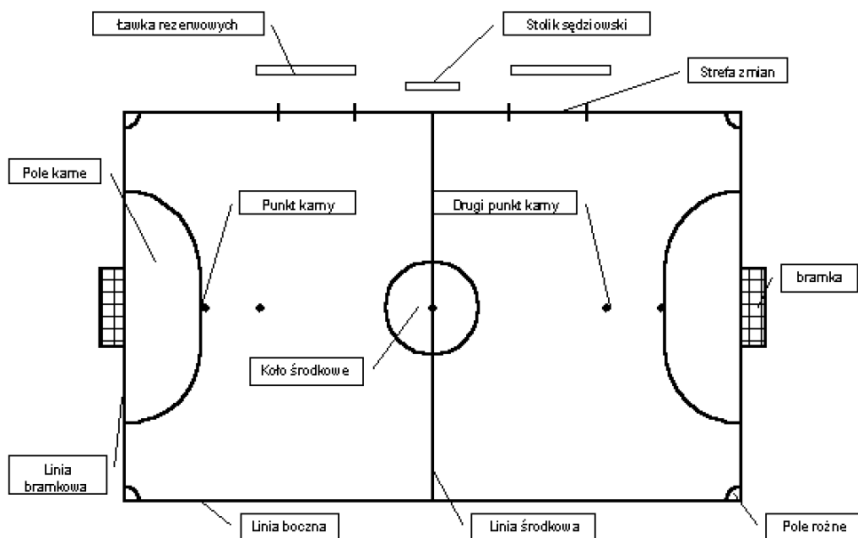 Ławka rezerwowych
Stolik sędziowski
Strefa zmian
Pole karne
Punkt karny
Drugi punkt karny
bramka
Koło środkowe
Linia
bramkowa
Linia boczna
Linia środkowa
Pole rożne